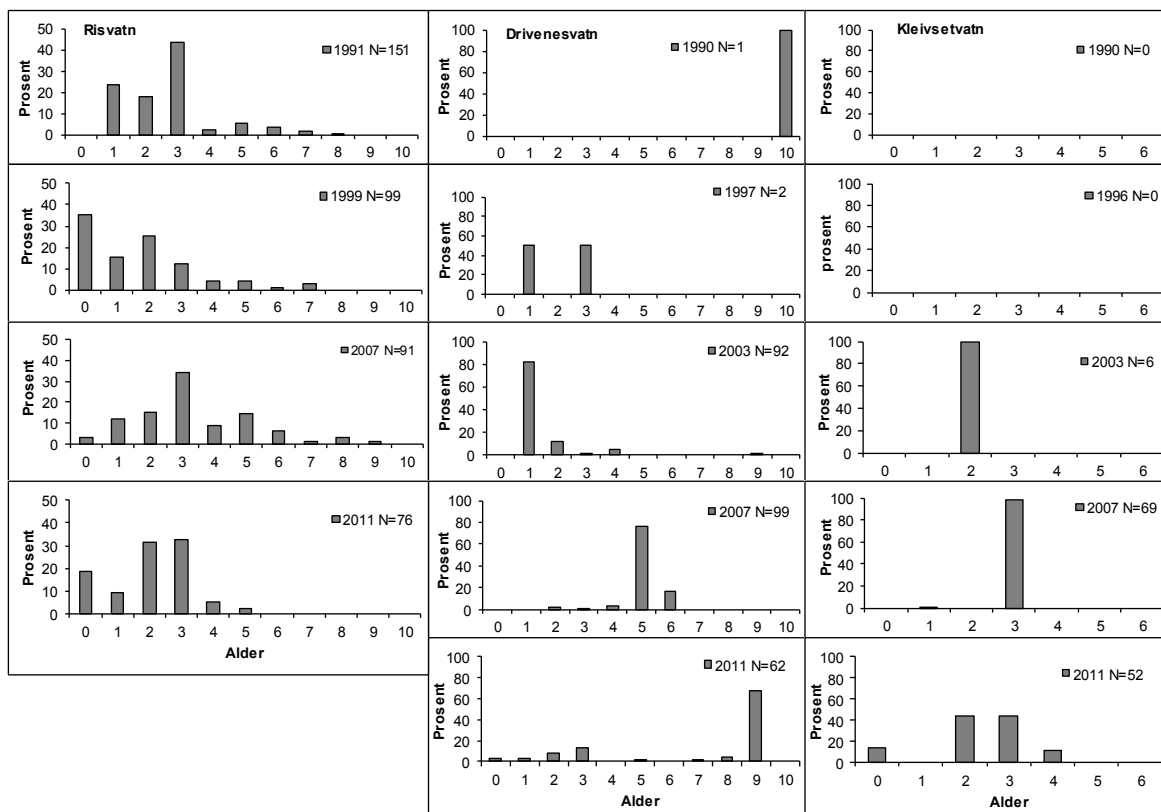 Risvatn
1991 N=151
Prosent
50
40
30
20
10
0
0 1 2 3 4 5 6 7 8 9 10
Drivenesvatn
1990 N=1
Prosent
100
80
60
40
20
0
0 1 2 3 4 5 6 7 8 9 10
Kleivsetvatn
1990 N=0
Prosent
100
80
60
40
20
0
0 1 2 3 4 5 6
1999 N=99
Prosent
50
40
30
20
10
0
0 1 2 3 4 5 6 7 8 9 10
1997 N=2
Prosent
100
80
60
40
20
0
0 1 2 3 4 5 6 7 8 9 10
1996 N=0
prosent
100
80
60
40
20
0
0 1 2 3 4 5 6
2007 N=91
Prosent
50
40
30
20
10
0
0 1 2 3 4 5 6 7 8 9 10
2003 N=92
Prosent
100
80
60
40
20
0
0 1 2 3 4 5 6 7 8 9 10
2003 N=6
Prosent
100
80
60
40
20
0
0 1 2 3 4 5 6
2011 N=76
Prosent
50
40
30
20
10
0
0 1 2 3 4 5 6 7 8 9 10
Alder
2007 N=99
Prosent
100
80
60
40
20
0
0 1 2 3 4 5 6 7 8 9 10
2007 N=69
Prosent
100
80
60
40
20
0
0 1 2 3 4 5 6
2011 N=62
Prosent
100
80
60
40
20
0
0 1 2 3 4 5 6 7 8 9 10
Alder
2011 N=52
Prosent
100
80
60
40
20
0
0 1 2 3 4 5 6
Alder